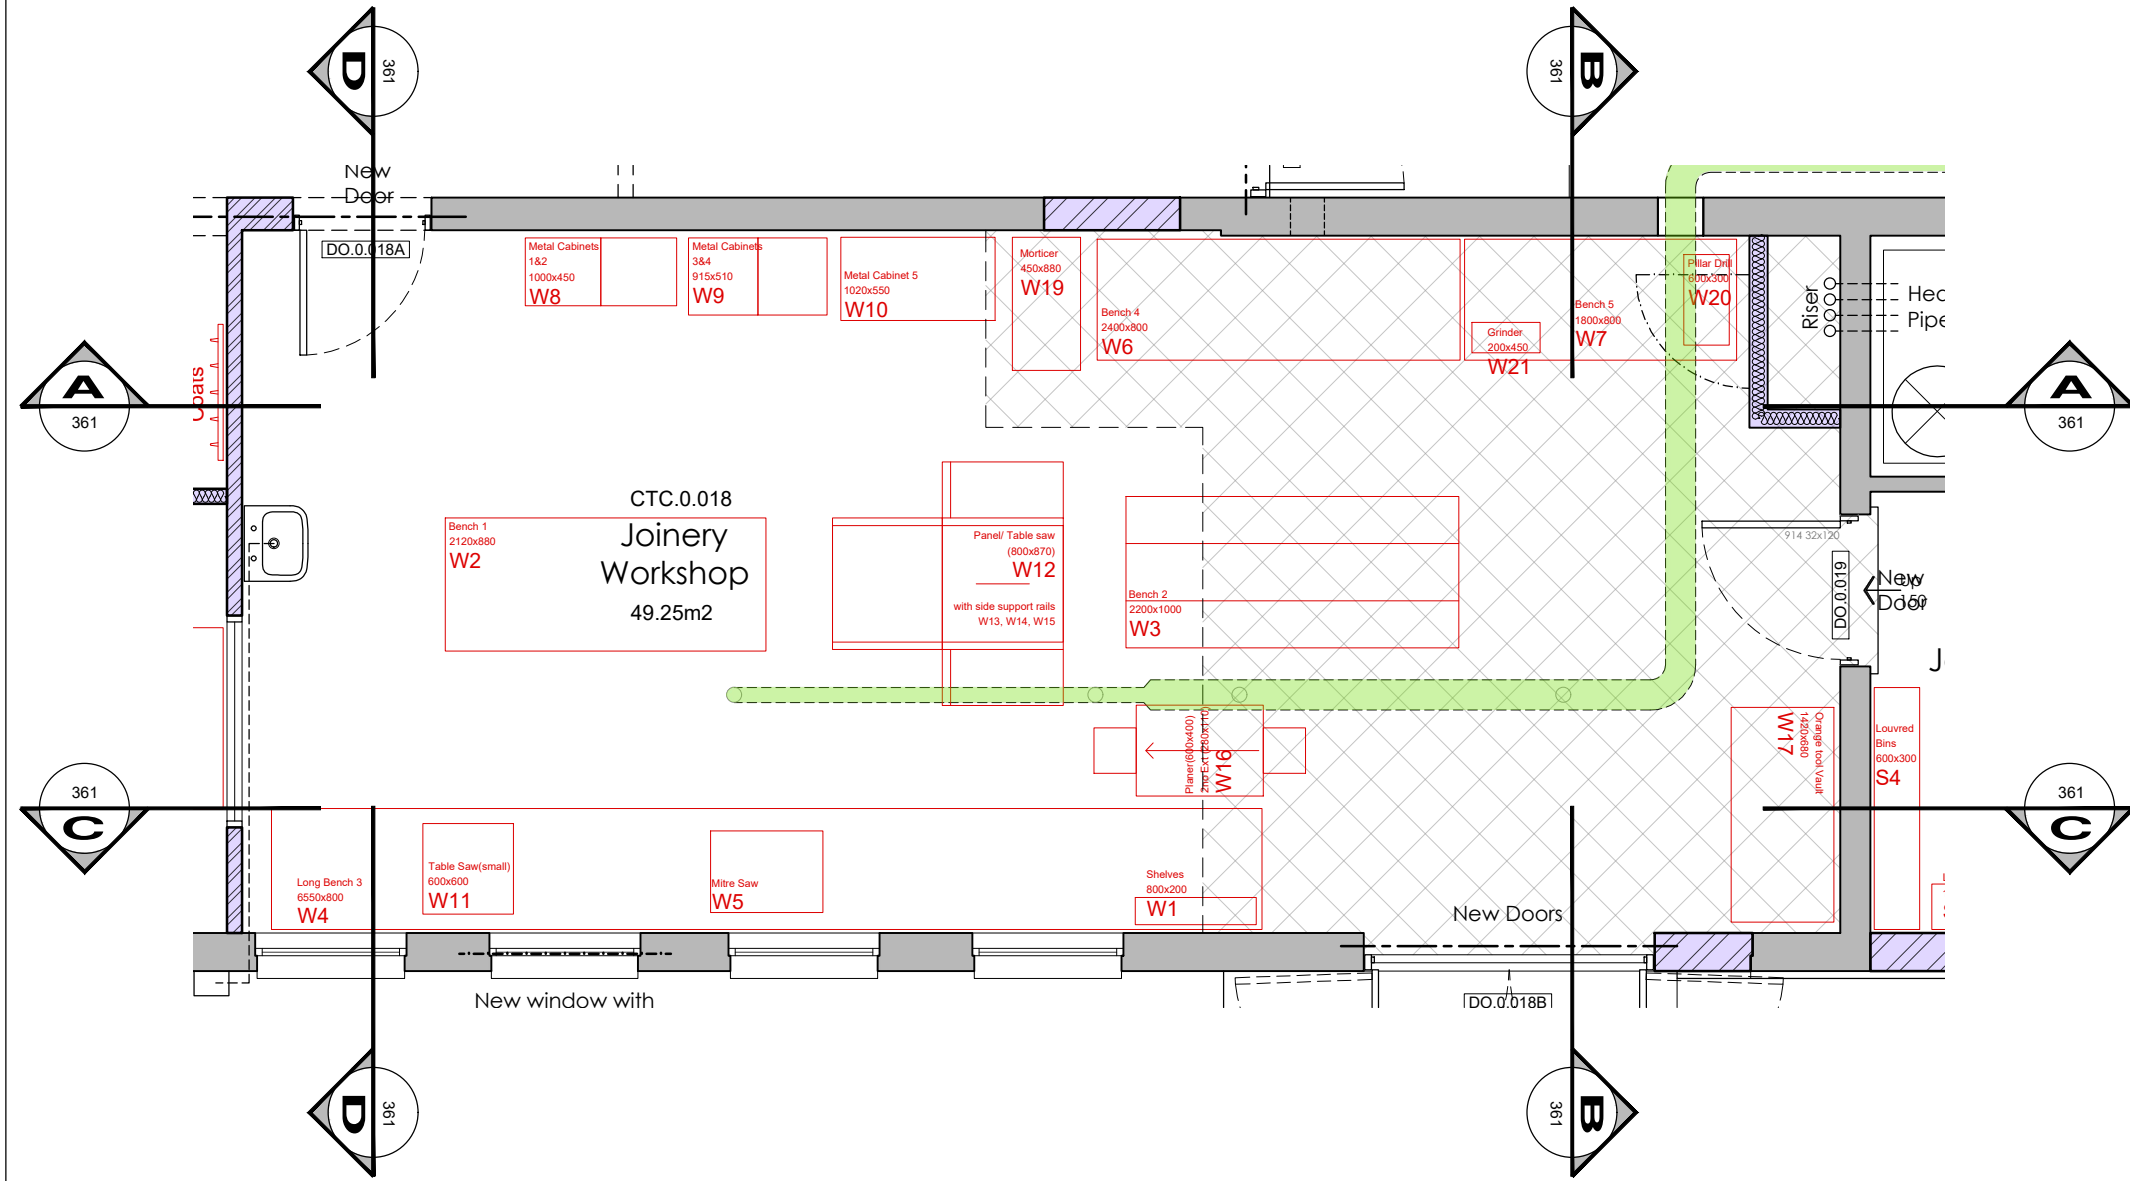 D
361
361
B
New
Door
DO.0.018A
Metal Cabinets
1&2
1000x450
W8
Metal Cabinets
3&4
915x510
W9
Metal Cabinet 5
1020x550
W10
Morticer
450x880
W19
Bench 4
2400x800
W6
Grinder
200x450
W21
Bench 5
1800x800
W7
Pillar Drill
600x300
W20
Riser
Pipe
A
361
Coats
A
361
CTC.0.018
Joinery
Workshop
49.25m2
Bench 1
2120x880
W2
Panel/ Table saw
(800x870)
W12
with side support rails
W13, W14, W15
Bench 2
2200x1000
W3
914 32x120
DO.0.019
New
Door
Up
150
Planer(600x400)
2no Ext(280x110)
W16
Orange tool Vault
1420x680
W17
Louvred
Bins
600x300
S4
361
C
361
C
Long Bench 3
6550x800
W4
Table Saw(small)
600x600
W11
Mitre Saw
W5
Shelves
800x200
W1
New Doors
New window with
DO.0.018B
D
361
361
B